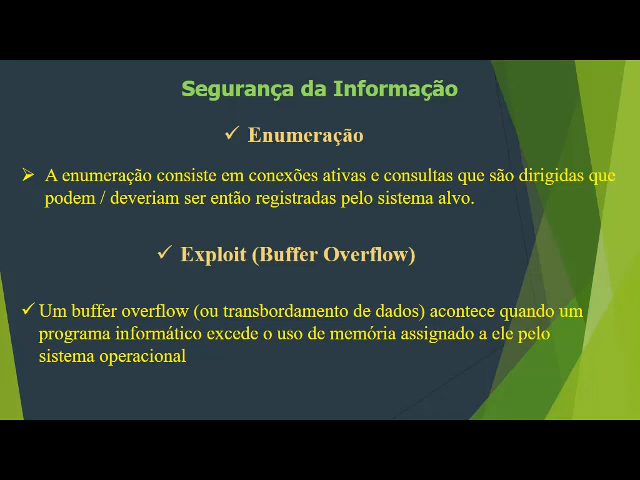 Segurança da Informação
✓ Enumeração
➢ A enumeração consiste em conexões ativas e consultas que são dirigidas que
podem / deveriam ser então registradas pelo sistema alvo.
✓ Exploit (Buffer Overflow)
✓ Um buffer overflow (ou transbordamento de dados) acontece quando um
programa informático excede o uso de memória assignado a ele pelo
sistema operacional